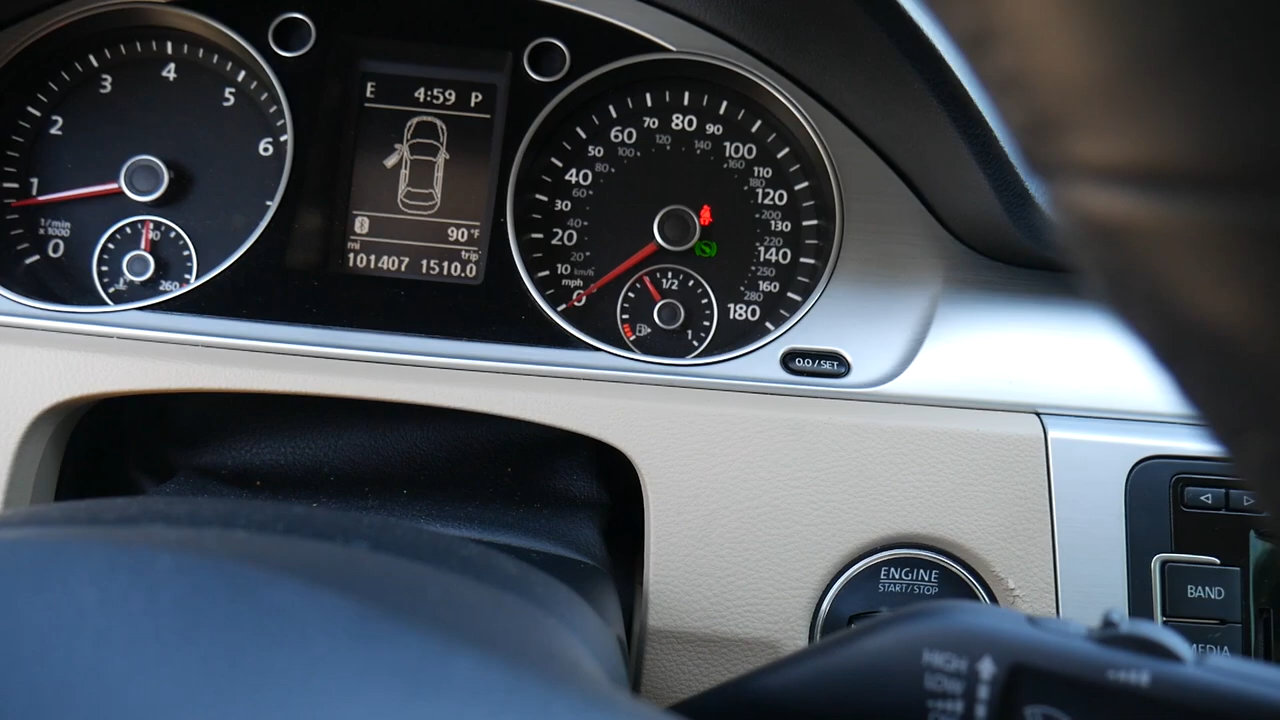 0
1
2
3
4
5
6
1/min
x 1000
260
E 4:59 P
90 °F
mi trip
101407 1510.0
0
10
20
30
40
50
60
70
80
90
100
110
120
130
140
160
180
mph
km/h
40
60
80
100
120
140
160
180
200
220
250
280
1/2
1
0.0 / SET
ENGINE
START / STOP
BAND
MEDIA
HIGH
LOW